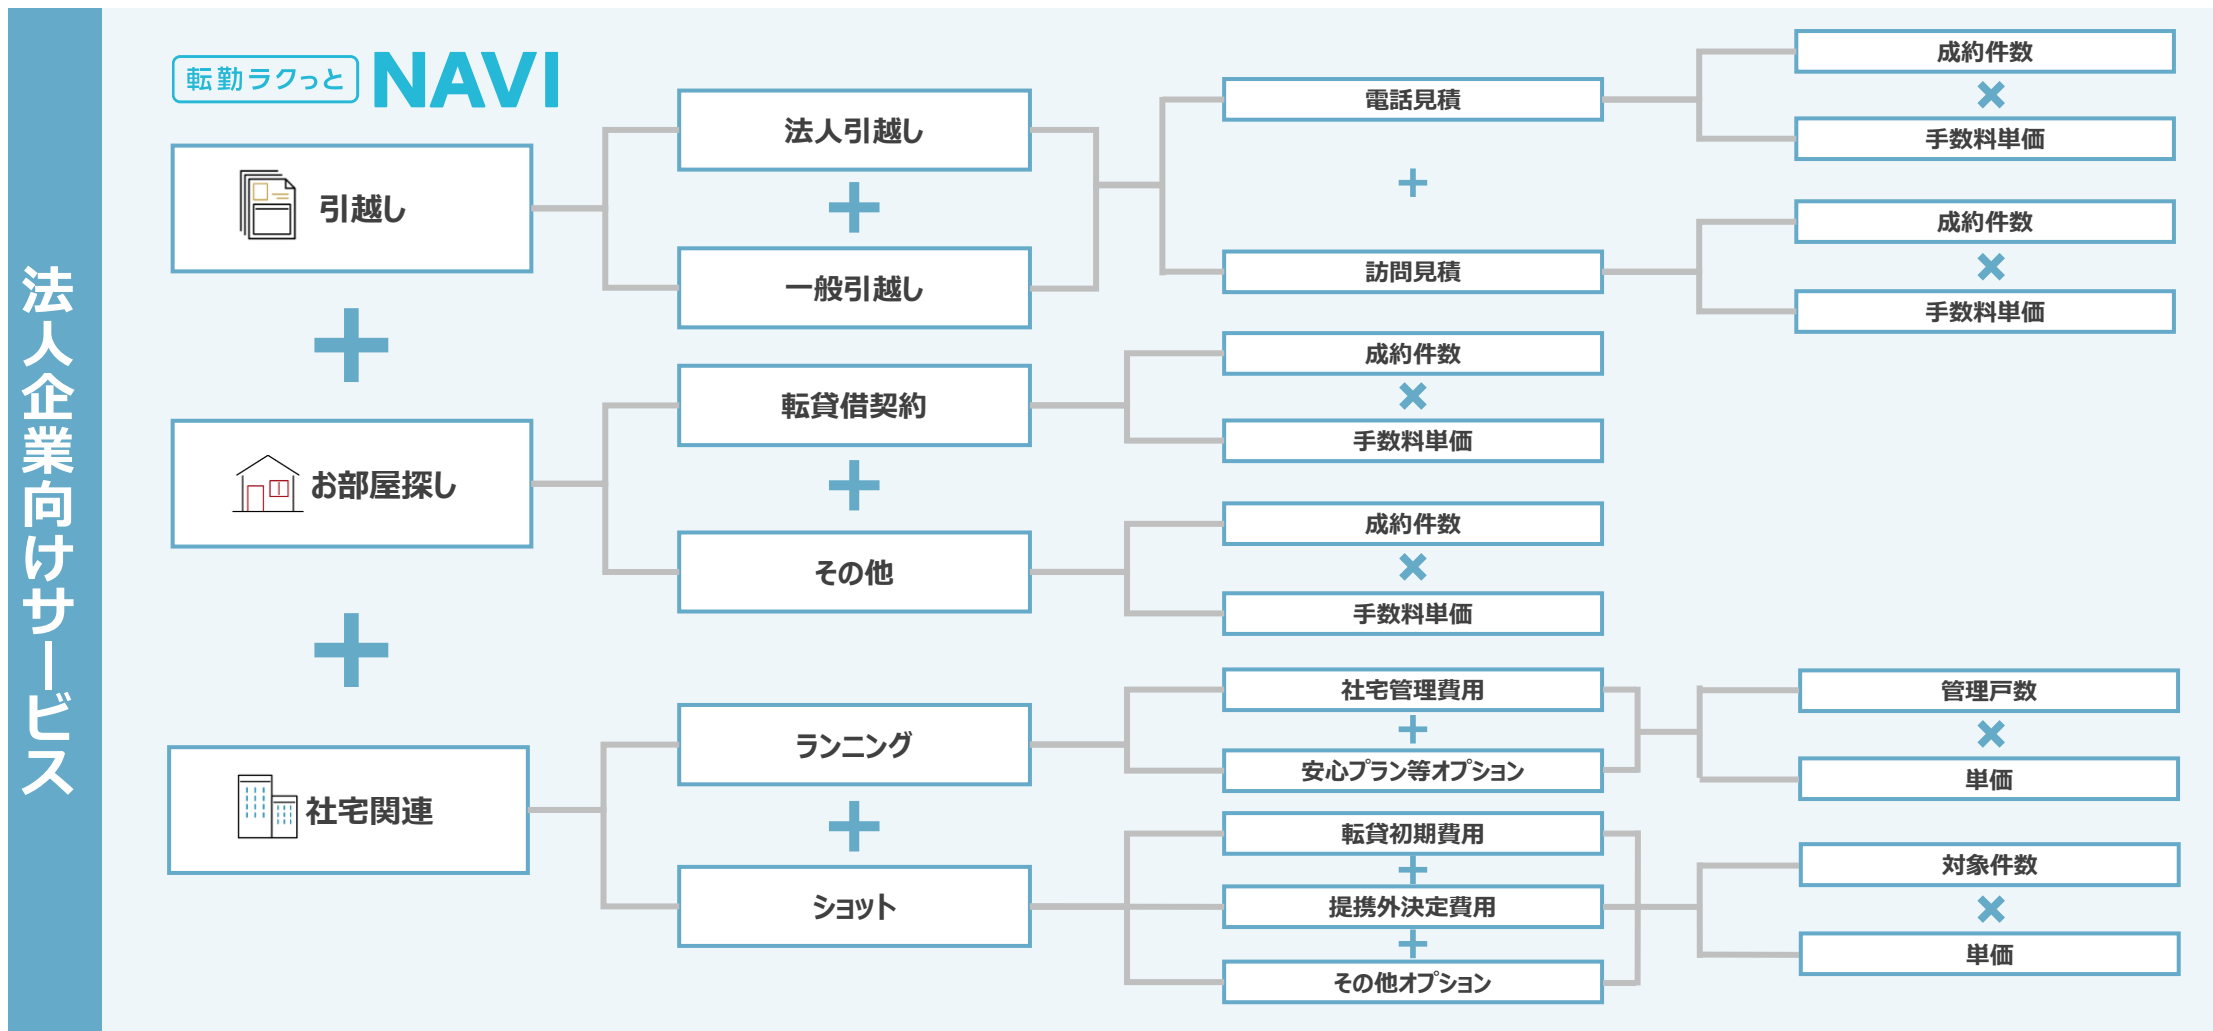 法人企業向けサービス
転勤ラクっと NAVI
引越し
+
お部屋探し
+
社宅関連
法人引越し
+
一般引越し
転貸借契約
+
その他
ランニング
+
ショット
電話見積
+
訪問見積
成約件数
×
手数料単価
成約件数
×
手数料単価
社宅管理費用
+
安心プラン等オプション
転貸初期費用
+
提携外決定費用
+
その他オプション
成約件数
×
手数料単価
成約件数
×
手数料単価
管理戸数
×
単価
対象件数
×
単価